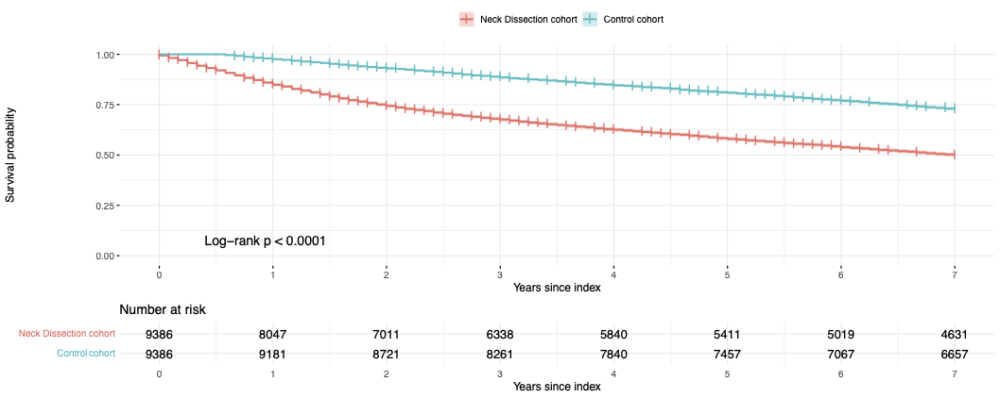 Neck Dissection cohort Control cohort
Survival probability
1.00
0.75
0.50
0.25
0.00
Log-rank p < 0.0001
0 1 2 3 4 5 6 7
Years since index
Number at risk
Neck Dissection cohort 9386 8047 7011 6338 5840 5411 5019 4631
Control cohort 9386 9181 8721 8261 7840 7457 7067 6657
0 1 2 3 4 5 6 7
Years since index